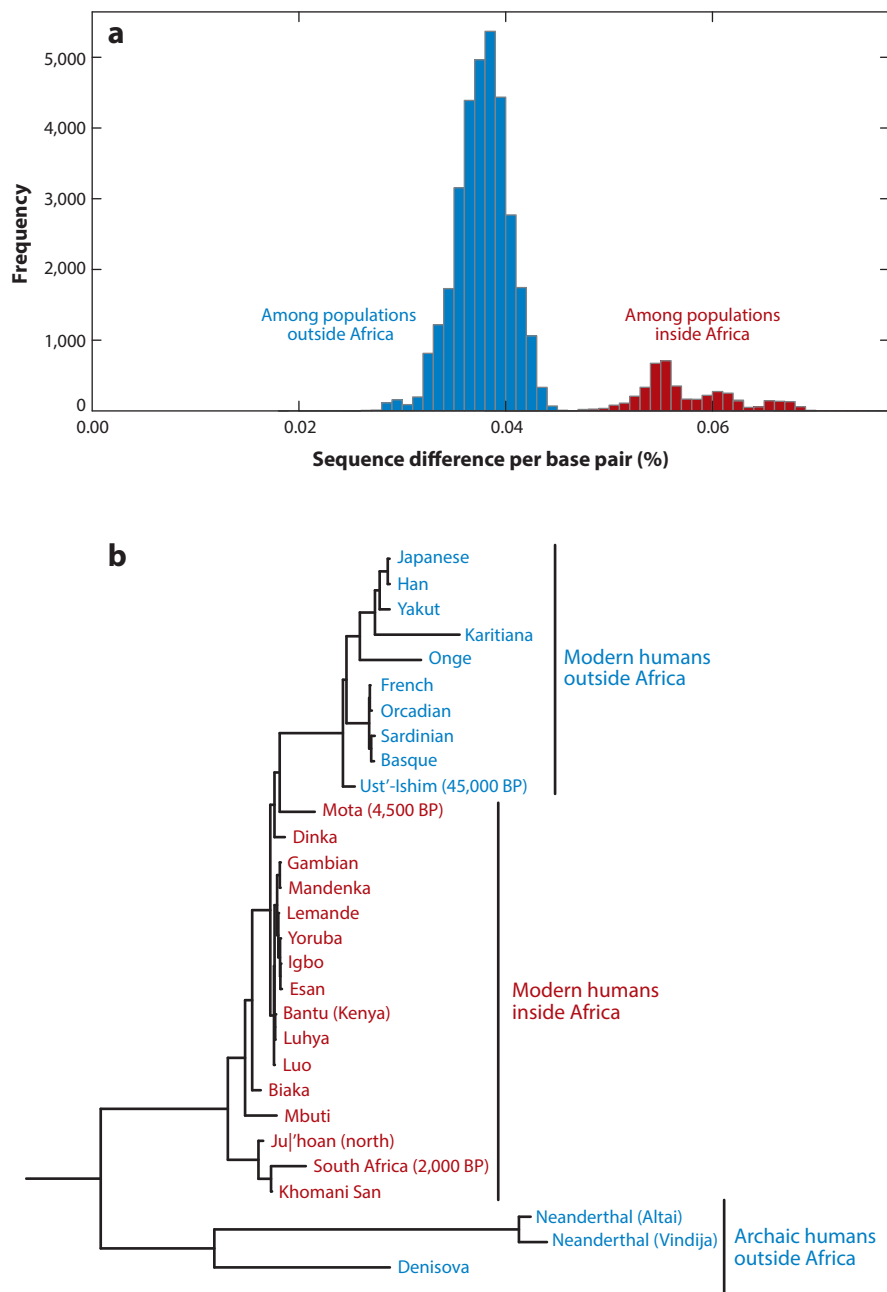 a
5,000
4,000
3,000
2,000
1,000
0
Frequency
Among populations
outside Africa
Among populations
inside Africa
0.00
0.02
0.04
0.06
Sequence difference per base pair (%)
b
Japanese
Han
Yakut
Karitiana
Onge
French
Orcadian
Sardinian
Basque
Ust'-Ishim (45,000 BP)
Modern humans
outside Africa
Mota (4,500 BP)
Dinka
Gambian
Mandenka
Lemande
Yoruba
Igbo
Esan
Bantu (Kenya)
Luhya
Luo
Biaka
Mbuti
Ju|'hoan (north)
South Africa (2,000 BP)
Khomani San
Modern humans
inside Africa
Neanderthal (Altai)
Neanderthal (Vindija)
Denisova
Archaic humans
outside Africa